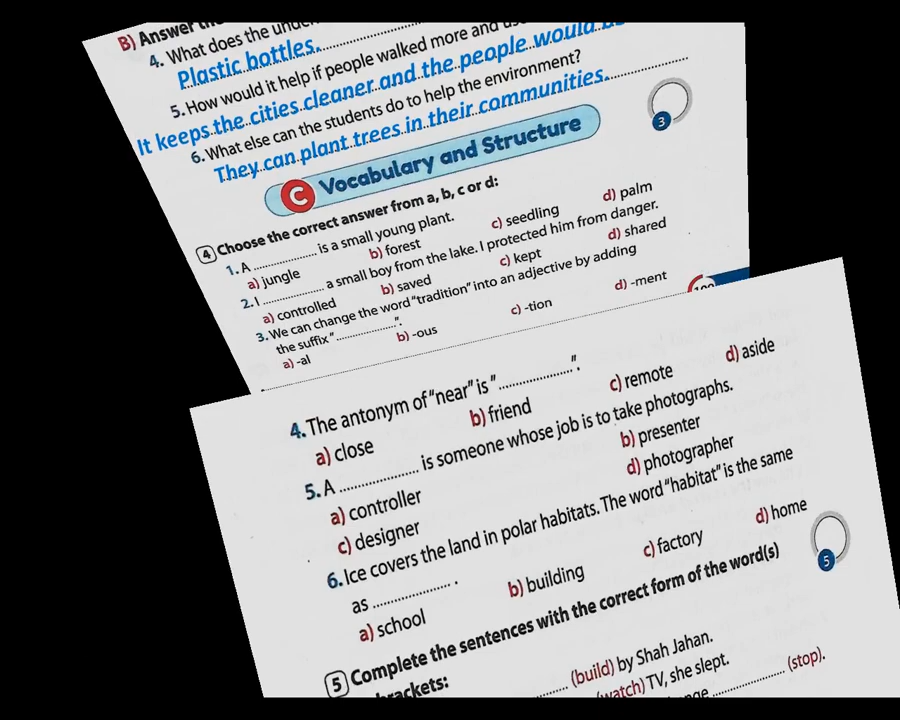 B) Answer the
4. What does the under
Plastic bottles.
5. How would it help if people walked more and
It keeps the cities cleaner and the people would
6. What else can the students do to help the environment?
They can plant trees in their communities.
3
C Vocabulary and Structure
4 Choose the correct answer from a, b, c or d:
1. A .................... is a small young plant.
a) jungle b) forest c) seedling d) palm
2. I .................... a small boy from the lake. I protected him from danger.
a) controlled b) saved c) kept d) shared
3. We can change the word "tradition" into an adjective by adding
the suffix "....................".
a) -al b) -ous c) -tion d) -ment
4. The antonym of "near" is "....................".
a) close b) friend c) remote d) aside
5. A .................... is someone whose job is to take photographs.
a) controller b) presenter
c) designer d) photographer
6. Ice covers the land in polar habitats. The word "habitat" is the same
as .................... .
a) school b) building c) factory d) home
5
5 Complete the sentences with the correct form of the word(s)
brackets:
(build) by Shah Jahan.
(watch) TV, she slept.
.................... (stop).